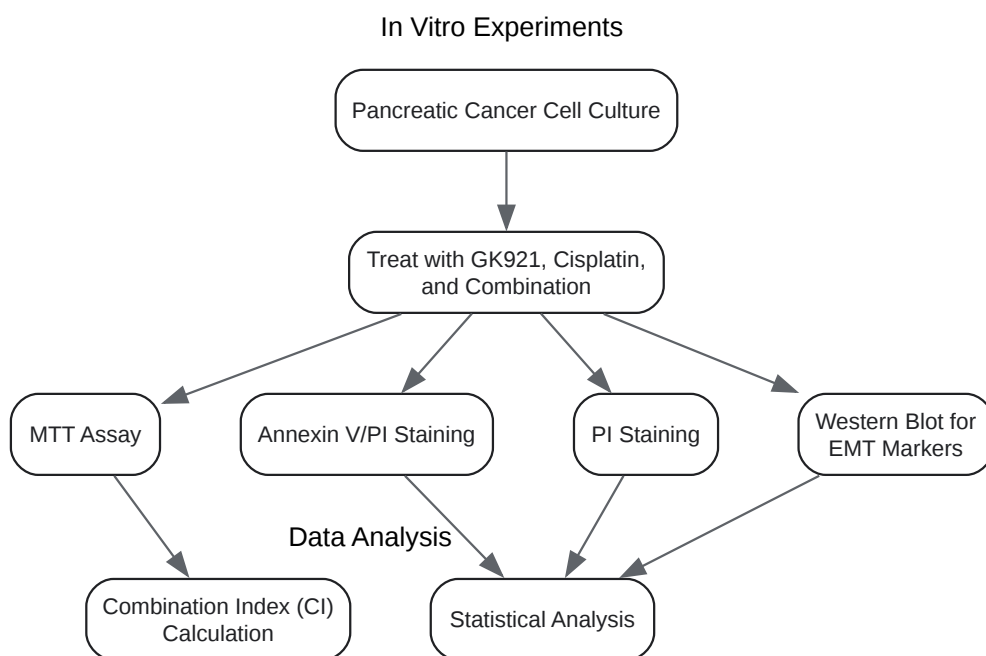 In Vitro Experiments
Pancreatic Cancer Cell Culture
Treat with GK921, Cisplatin,
and Combination
MTT Assay
Annexin V/PI Staining
PI Staining
Western Blot for
EMT Markers
Data Analysis
Combination Index (CI)
Calculation
Statistical Analysis